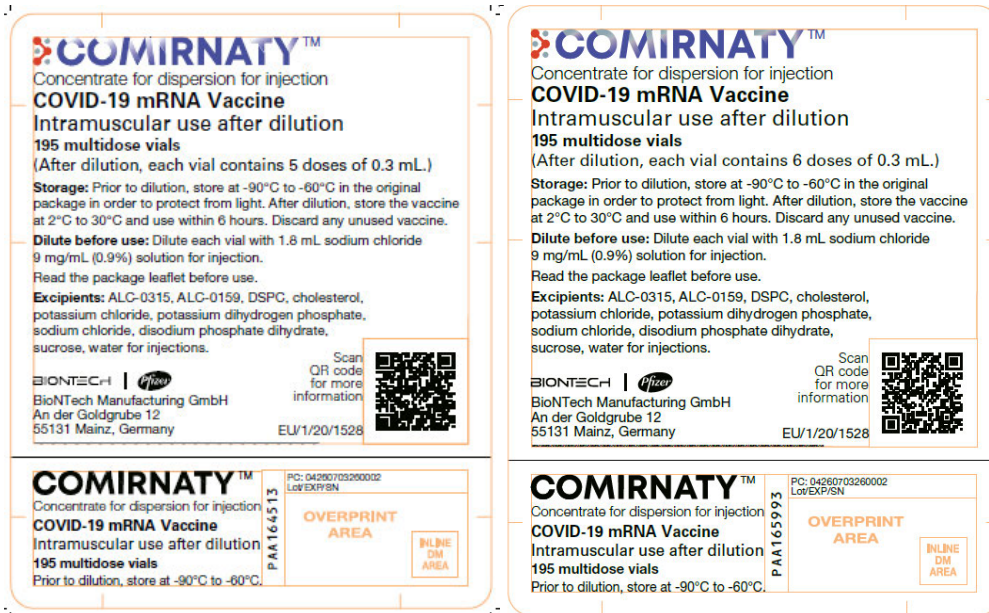 COMIRNATY™
Concentrate for dispersion for injection
COVID-19 mRNA Vaccine
Intramuscular use after dilution
195 multidose vials
(After dilution, each vial contains 5 doses of 0.3 mL.)
Storage: Prior to dilution, store at -90°C to -60°C in the original
package in order to protect from light. After dilution, store the vaccine
at 2°C to 30°C and use within 6 hours. Discard any unused vaccine.
Dilute before use: Dilute each vial with 1.8 mL sodium chloride
9 mg/mL (0.9%) solution for injection.
Read the package leaflet before use.
Excipients: ALC-0315, ALC-0159, DSPC, cholesterol,
potassium chloride, potassium dihydrogen phosphate,
sodium chloride, disodium phosphate dihydrate,
sucrose, water for injections.
Scan
QR code
for more
information
BIONTECH | Pfizer
BioNTech Manufacturing GmbH
An der Goldgrube 12
55131 Mainz, Germany
EU/1/20/1528
COMIRNATY™
Concentrate for dispersion for injection
COVID-19 mRNA Vaccine
Intramuscular use after dilution
195 multidose vials
Prior to dilution, store at -90°C to -60°C.
PAA164513
PC: 04260703260002
Lot/EXP/SN
OVERPRINT
AREA
INLINE
DM
AREA
COMIRNATY™
Concentrate for dispersion for injection
COVID-19 mRNA Vaccine
Intramuscular use after dilution
195 multidose vials
(After dilution, each vial contains 6 doses of 0.3 mL.)
Storage: Prior to dilution, store at -90°C to -60°C in the original
package in order to protect from light. After dilution, store the vaccine
at 2°C to 30°C and use within 6 hours. Discard any unused vaccine.
Dilute before use: Dilute each vial with 1.8 mL sodium chloride
9 mg/mL (0.9%) solution for injection.
Read the package leaflet before use.
Excipients: ALC-0315, ALC-0159, DSPC, cholesterol,
potassium chloride, potassium dihydrogen phosphate,
sodium chloride, disodium phosphate dihydrate,
sucrose, water for injections.
Scan
QR code
for more
information
BIONTECH | Pfizer
BioNTech Manufacturing GmbH
An der Goldgrube 12
55131 Mainz, Germany
EU/1/20/1528
COMIRNATY™
Concentrate for dispersion for injection
COVID-19 mRNA Vaccine
Intramuscular use after dilution
195 multidose vials
Prior to dilution, store at -90°C to -60°C.
PAA165993
PC: 04260703260002
Lot/EXP/SN
OVERPRINT
AREA
INLINE
DM
AREA